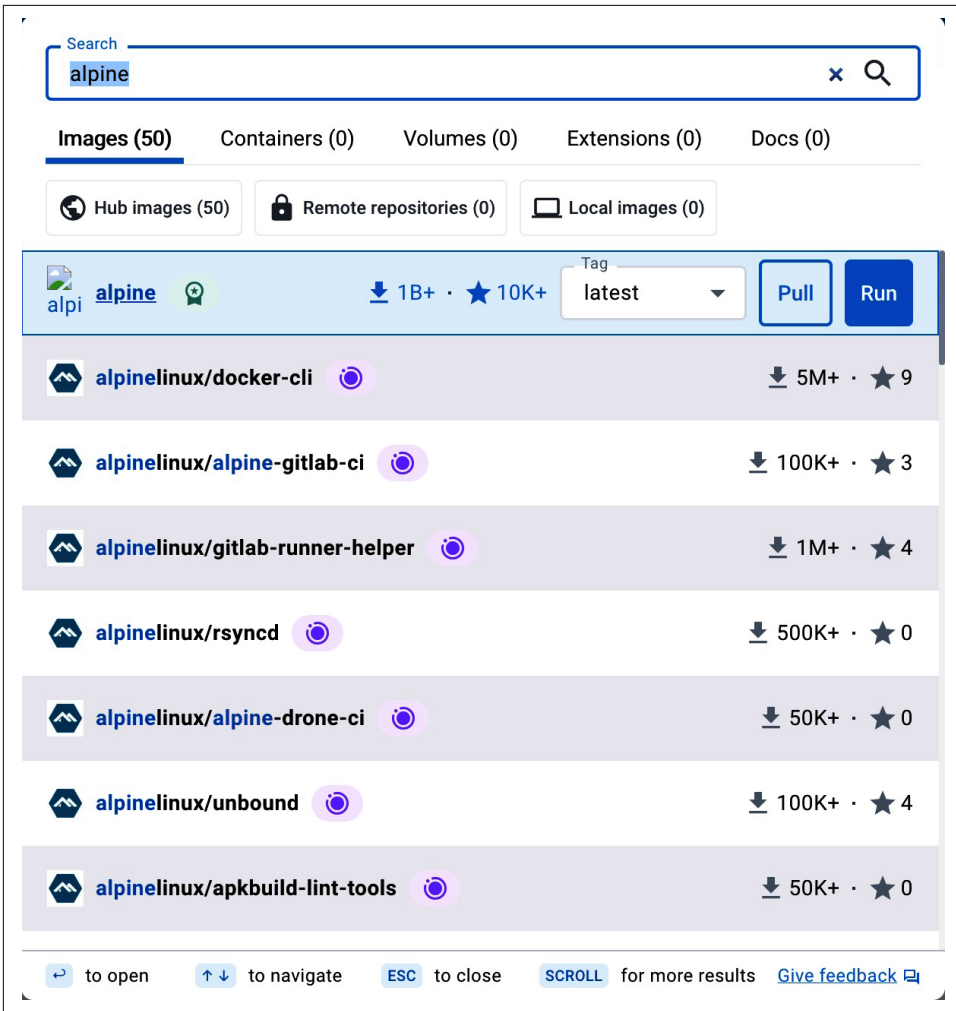 Search
alpine
Images (50) Containers (0) Volumes (0) Extensions (0) Docs (0)
Hub images (50) Remote repositories (0) Local images (0)
alpi alpine 1B+ · 10K+ Tag latest Pull Run
alpinelinux/docker-cli 5M+ · 9
alpinelinux/alpine-gitlab-ci 100K+ · 3
alpinelinux/gitlab-runner-helper 1M+ · 4
alpinelinux/rsyncd 500K+ · 0
alpinelinux/alpine-drone-ci 50K+ · 0
alpinelinux/unbound 100K+ · 4
alpinelinux/apkbuild-lint-tools 50K+ · 0
↵ to open ↑ ↓ to navigate ESC to close SCROLL for more results Give feedback